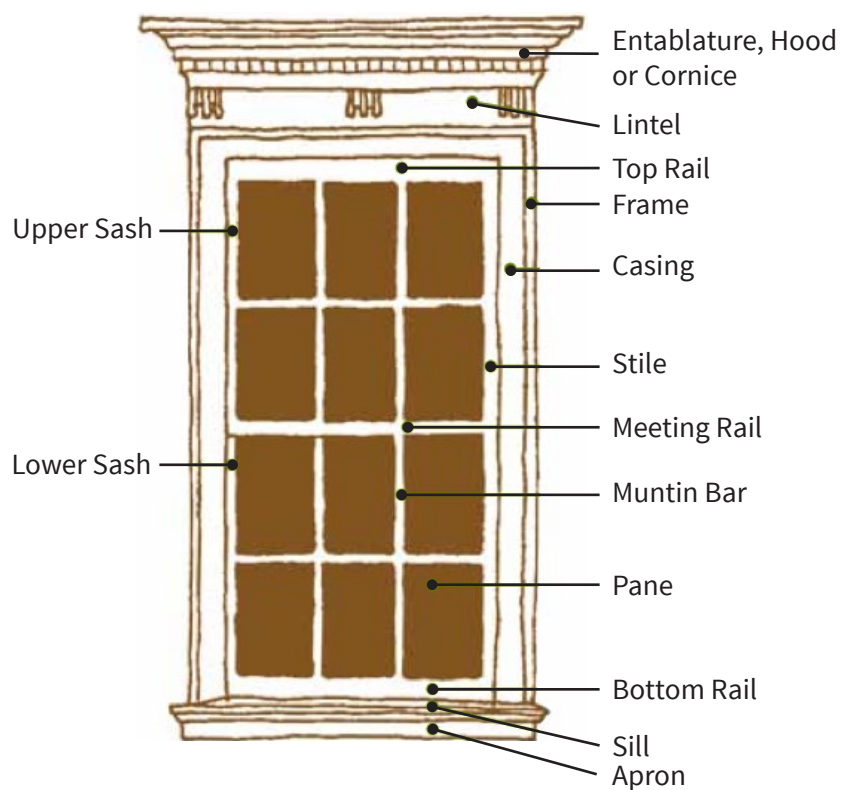 Entablature, Hood
or Cornice
Lintel
Top Rail
Frame
Upper Sash
Casing
Stile
Meeting Rail
Lower Sash
Muntin Bar
Pane
Bottom Rail
Sill
Apron